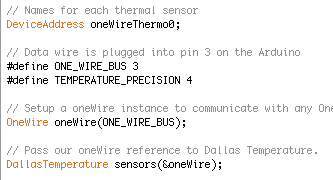 // Names for each thermal sensor
DeviceAddress oneWireThermo0;
// Data wire is plugged into pin 3 on the Arduino
#define ONE_WIRE_BUS 3
#define TEMPERATURE_PRECISION 4
// Setup a oneWire instance to communicate with any One
OneWire oneWire(ONE_WIRE_BUS);
// Pass our oneWire reference to Dallas Temperature.
DallasTemperature sensors(&oneWire);